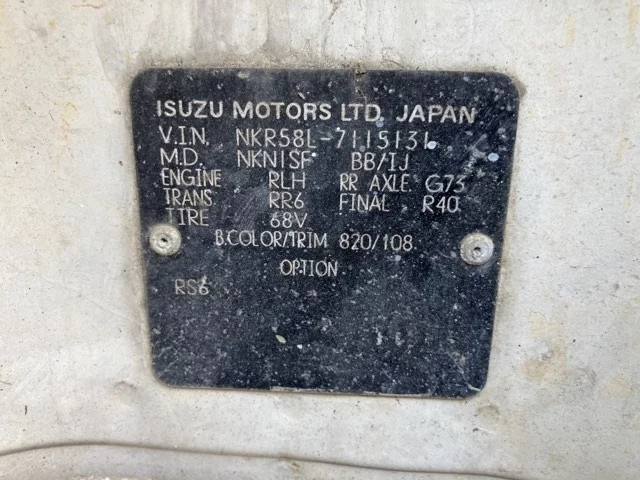 ISUZU MOTORS LTD. JAPAN
V.I.N. NKR58L-7115131
M.D. NKN1SF BB/IJ
ENGINE RLH RR AXLE G73
TRANS RR6 FINAL R40
TIRE 68V
B.COLOR/TRIM 820/108
OPTION
RS6